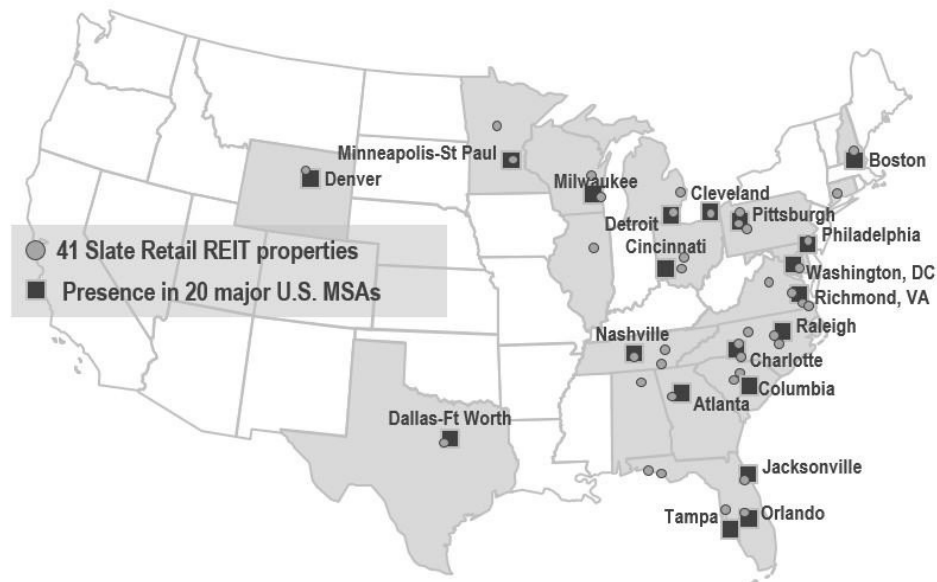 Minneapolis-St Paul
Boston
Denver
Milwaukee
Cleveland
Detroit
Pittsburgh
41 Slate Retail REIT properties
Cincinnati
Philadelphia
Washington, DC
Presence in 20 major U.S. MSAs
Richmond, VA
Nashville
Raleigh
Charlotte
Columbia
Atlanta
Dallas-Ft Worth
Jacksonville
Tampa
Orlando